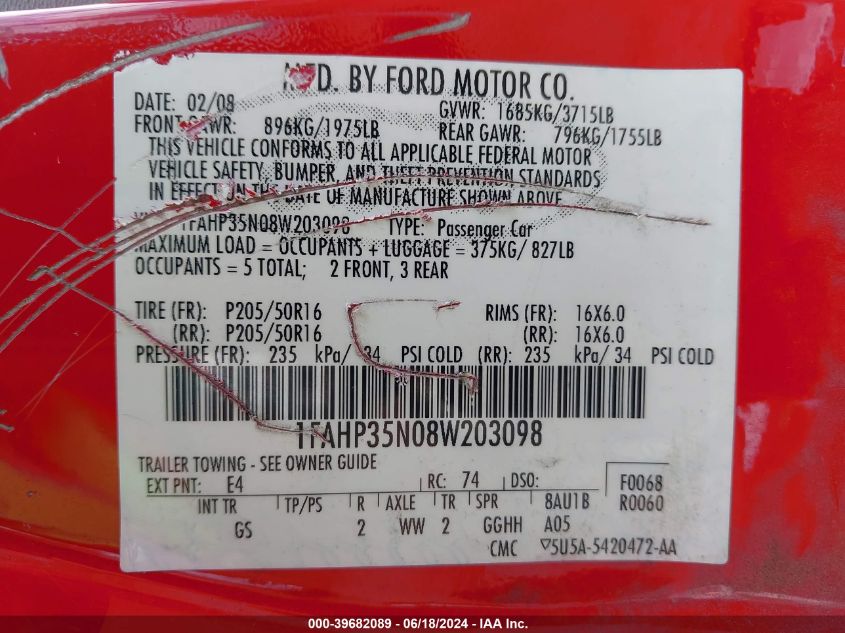 MFD. BY FORD MOTOR CO.
DATE: 02/08 GVWR: 1685KG/3715LB
FRONT GAWR: 896KG/1975LB REAR GAWR: 796KG/1755LB
THIS VEHICLE CONFORMS TO ALL APPLICABLE FEDERAL MOTOR
VEHICLE SAFETY, BUMPER, AND THEFT PREVENTION STANDARDS
IN EFFECT ON THE DATE OF MANUFACTURE SHOWN ABOVE
VIN: 1FAHP35N08W203098 TYPE: Passenger Car
MAXIMUM LOAD = OCCUPANTS + LUGGAGE = 375KG/ 827LB
OCCUPANTS = 5 TOTAL; 2 FRONT, 3 REAR
TIRE (FR): P205/50R16 RIMS (FR): 16X6.0
(RR): P205/50R16 (RR): 16X6.0
PRESSURE (FR): 235 kPa/ 34 PSI COLD (RR): 235 kPa/ 34 PSI COLD
1FAHP35N08W203098
TRAILER TOWING - SEE OWNER GUIDE
EXT PNT: E4 RC: 74 DSO: F0068
INT TR TP/PS R AXLE TR SPR 8AU1B R0060
GS 2 WW 2 GGHH A05
CMC ▽5U5A-5420472-AA
000-39682089 - 06/18/2024 - IAA Inc.